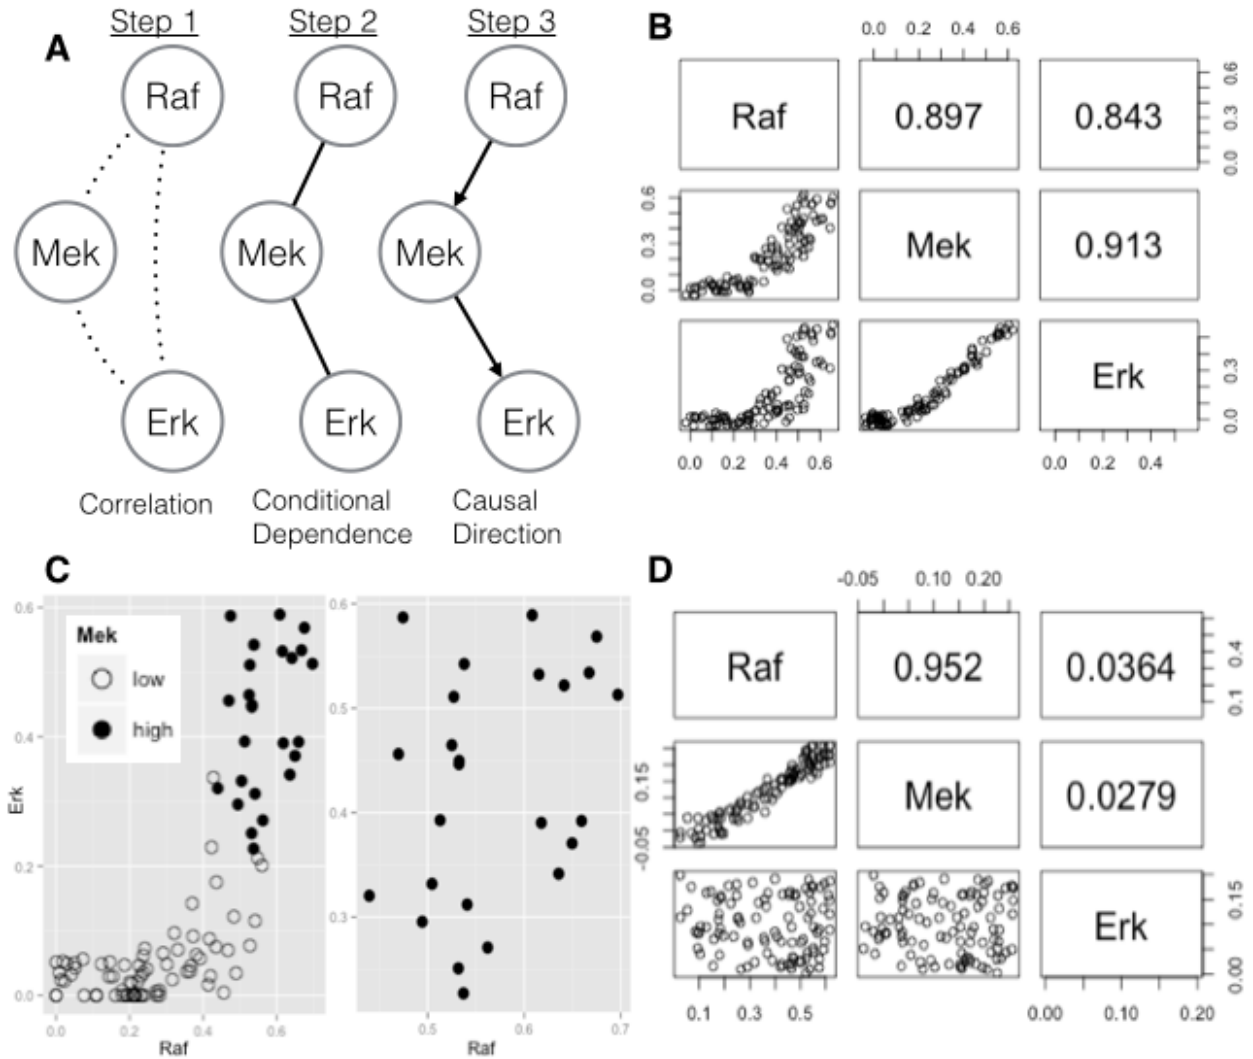 A
Step 1
Step 2
Step 3
Raf
Raf
Raf
Mek
Mek
Mek
Erk
Erk
Erk
Correlation
Conditional
Dependence
Causal
Direction
B
0.0 0.4 0.6
Raf
0.897
0.843
0.0 0.3 0.6
0.0 0.3 0.6
Mek
0.913
Erk
0.0 0.3
0.0 0.2 0.4 0.6
0.0 0.2 0.4
C
Mek
low
high
Erk
0.6
0.4
0.2
0.0
0.0 0.2 0.4 0.6
Raf
0.6
0.5
0.4
0.3
0.5 0.6 0.7
Raf
D
-0.05 0.10 0.20
Raf
0.952
0.0364
0.1 0.4
-0.05 0.15
Mek
0.0279
Erk
0.00 0.15
0.1 0.3 0.5
0.00 0.10 0.20